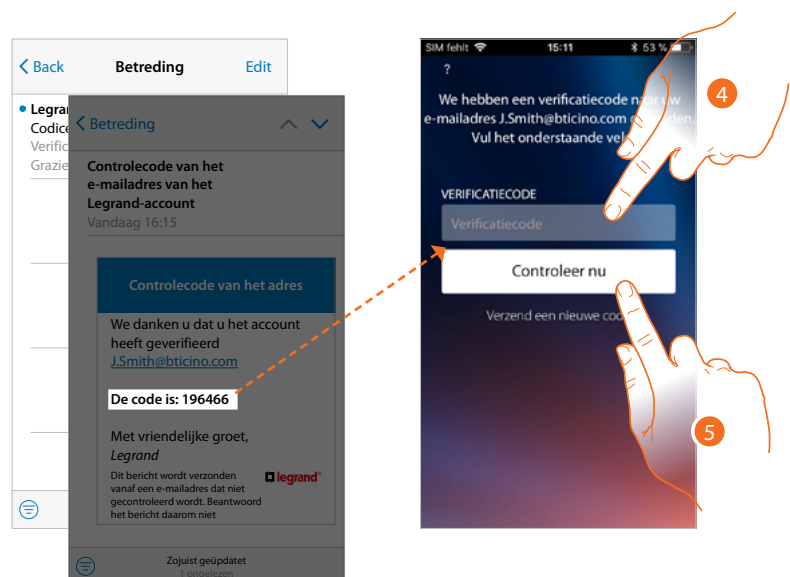 Back
Betreding
Edit
Legra
Codice
Verific
Grazie
Betreding
Controlecode van het
e-mailadres van het
Legrand-account
Vandaag 16:15
Controlecode van het adres
We danken u dat u het account
heeft geverifieerd
J.Smith@bticino.com
De code is: 196466
Met vriendelijke groet,
Legrand
Dit bericht wordt verzonden
vanaf een e-mailadres dat niet
gecontroleerd wordt. Beantwoord
het bericht daarom niet
legrand®
Zojuist geüpdatet
1 ongelezen
SIM fehlt
15:11
53 %
?
We hebben een verificatiecode naar uw
e-mailadres J.Smith@bticino.com
Vul het onderstaande
VERIFICATIECODE
Verificatiecode
Controleer nu
Verzend een nieuwe
4
5